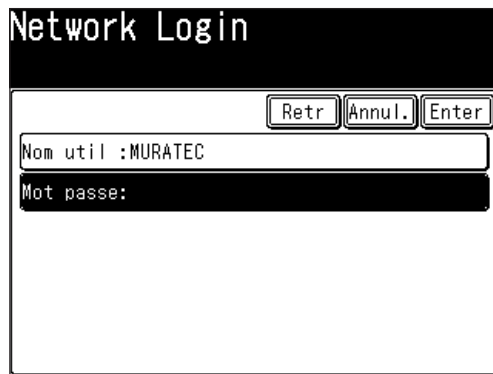 Network Login
Retr Annul. Enter
Nom util :MURATEC
Mot passe: